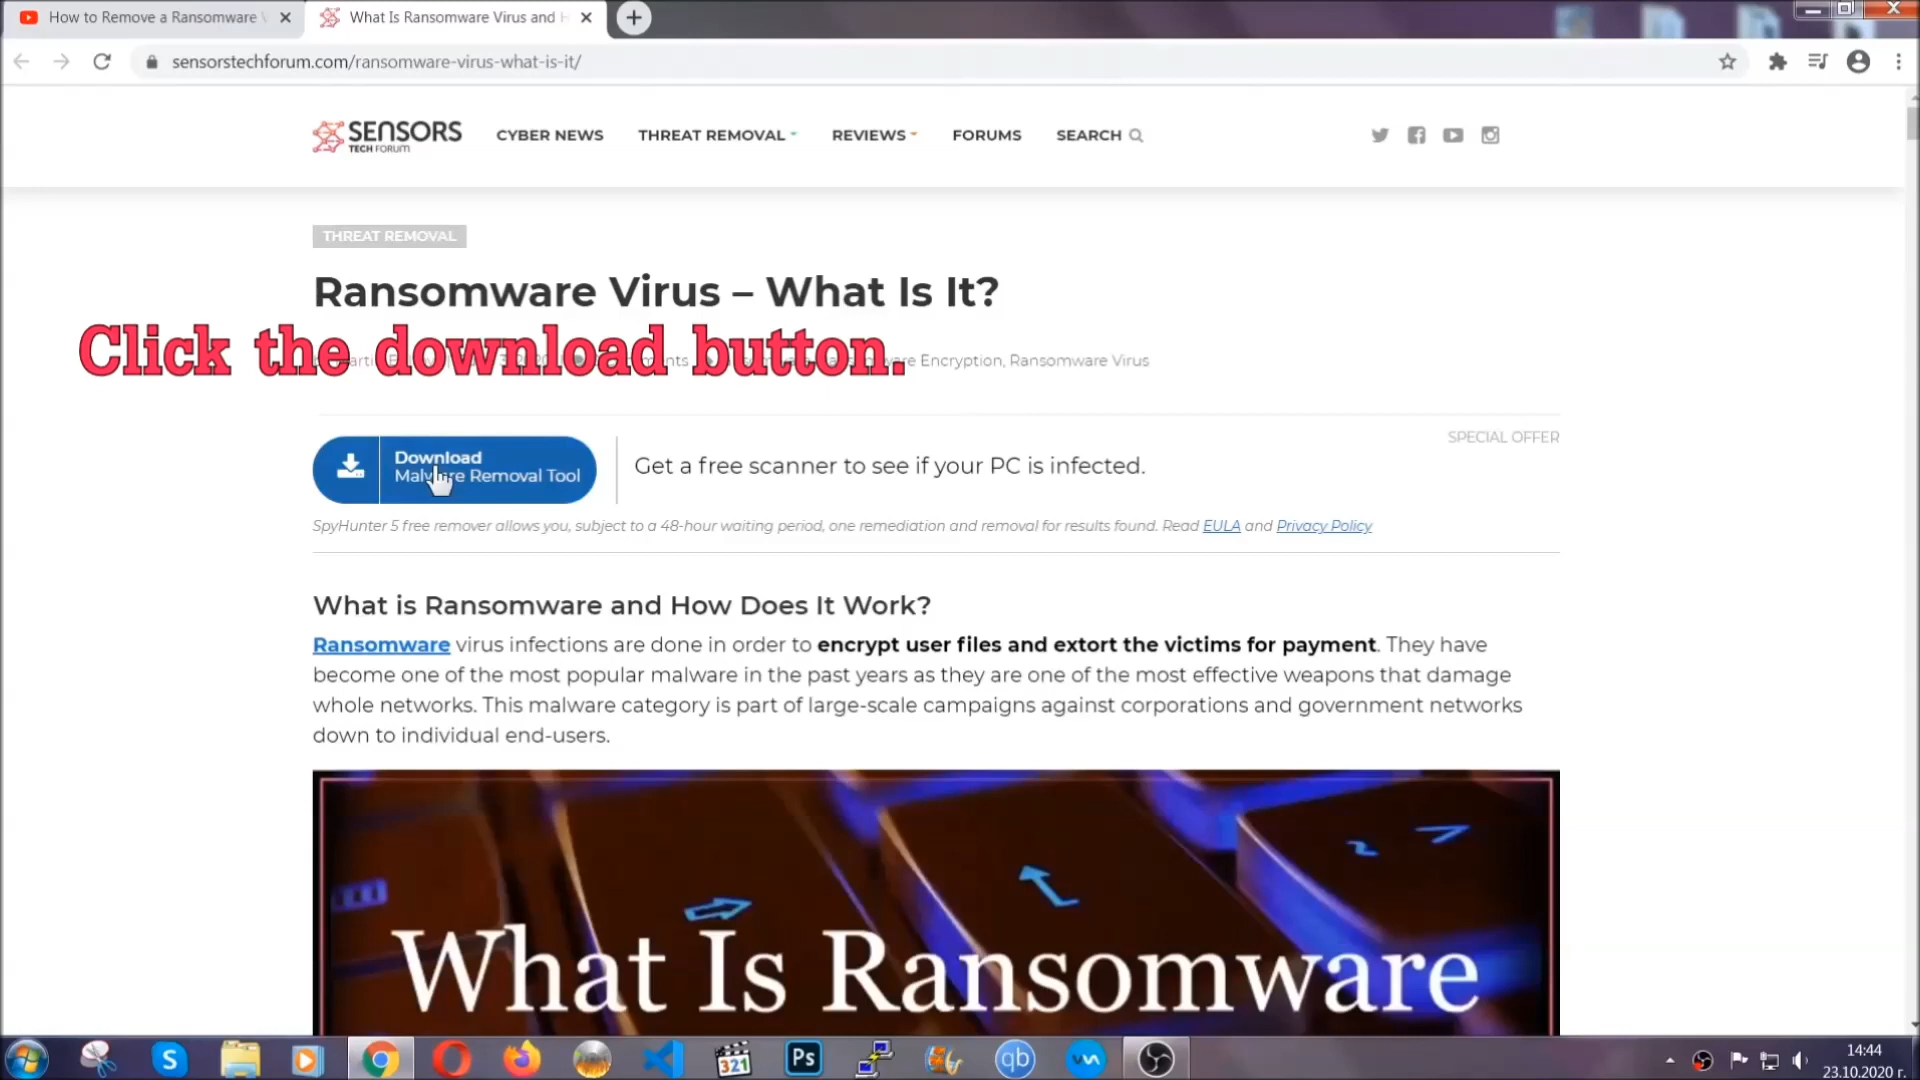 How to Remove a Ransomware
What Is Ransomware Virus and H
sensorstechforum.com/ransomware-virus-what-is-it/
SENSORS
TECH FORUM
CYBER NEWS
THREAT REMOVAL
REVIEWS
FORUMS
SEARCH
THREAT REMOVAL
Ransomware Virus – What Is It?
Click the download button.
Encryption, Ransomware Virus
SPECIAL OFFER
Download
Malware Removal Tool
Get a free scanner to see if your PC is infected.
SpyHunter 5 free remover allows you, subject to a 48-hour waiting period, one remediation and removal for results found. Read EULA and Privacy Policy
What is Ransomware and How Does It Work?
Ransomware virus infections are done in order to encrypt user files and extort the victims for payment. They have
become one of the most popular malware in the past years as they are one of the most effective weapons that damage
whole networks. This malware category is part of large-scale campaigns against corporations and government networks
down to individual end-users.
What Is Ransomware
S
321
Ps
qb
14:44
23.10.2020 г.